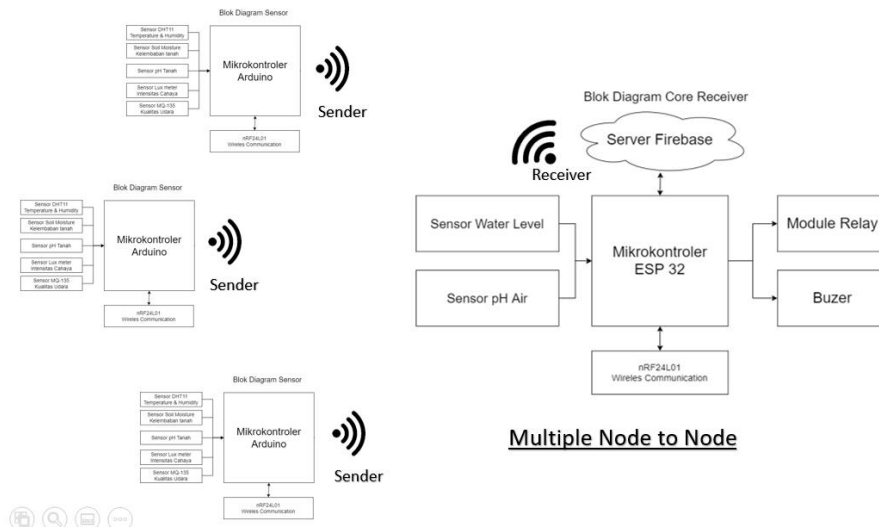 Blok Diagram Sensor
Sensor DHT11
Temperature & Humidity
Sensor Soil Moisture
Kelembaban tanah
Sensor pH Tanah
Sensor Lux meter
Intensitas Cahaya
Sensor MQ-135
Kualitas Udara
Mikrokontroler
Arduino
Sender
nRF24L01
Wireles Communication
Blok Diagram Sensor
Sensor DHT11
Temperature & Humidity
Sensor Soil Moisture
Kelembaban tanah
Sensor pH Tanah
Sensor Lux meter
Intensitas Cahaya
Sensor MQ-135
Kualitas Udara
Mikrokontroler
Arduino
Sender
nRF24L01
Wireles Communication
Blok Diagram Sensor
Sensor DHT11
Temperature & Humidity
Sensor Soil Moisture
Kelembaban tanah
Sensor pH Tanah
Sensor Lux meter
Intensitas Cahaya
Sensor MQ-135
Kualitas Udara
Mikrokontroler
Arduino
Sender
nRF24L01
Wireles Communication
Blok Diagram Core Receiver
Server Firebase
Receiver
Sensor Water Level
Sensor pH Air
Mikrokontroler
ESP 32
Module Relay
Buzer
nRF24L01
Wireles Communication
Multiple Node to Node